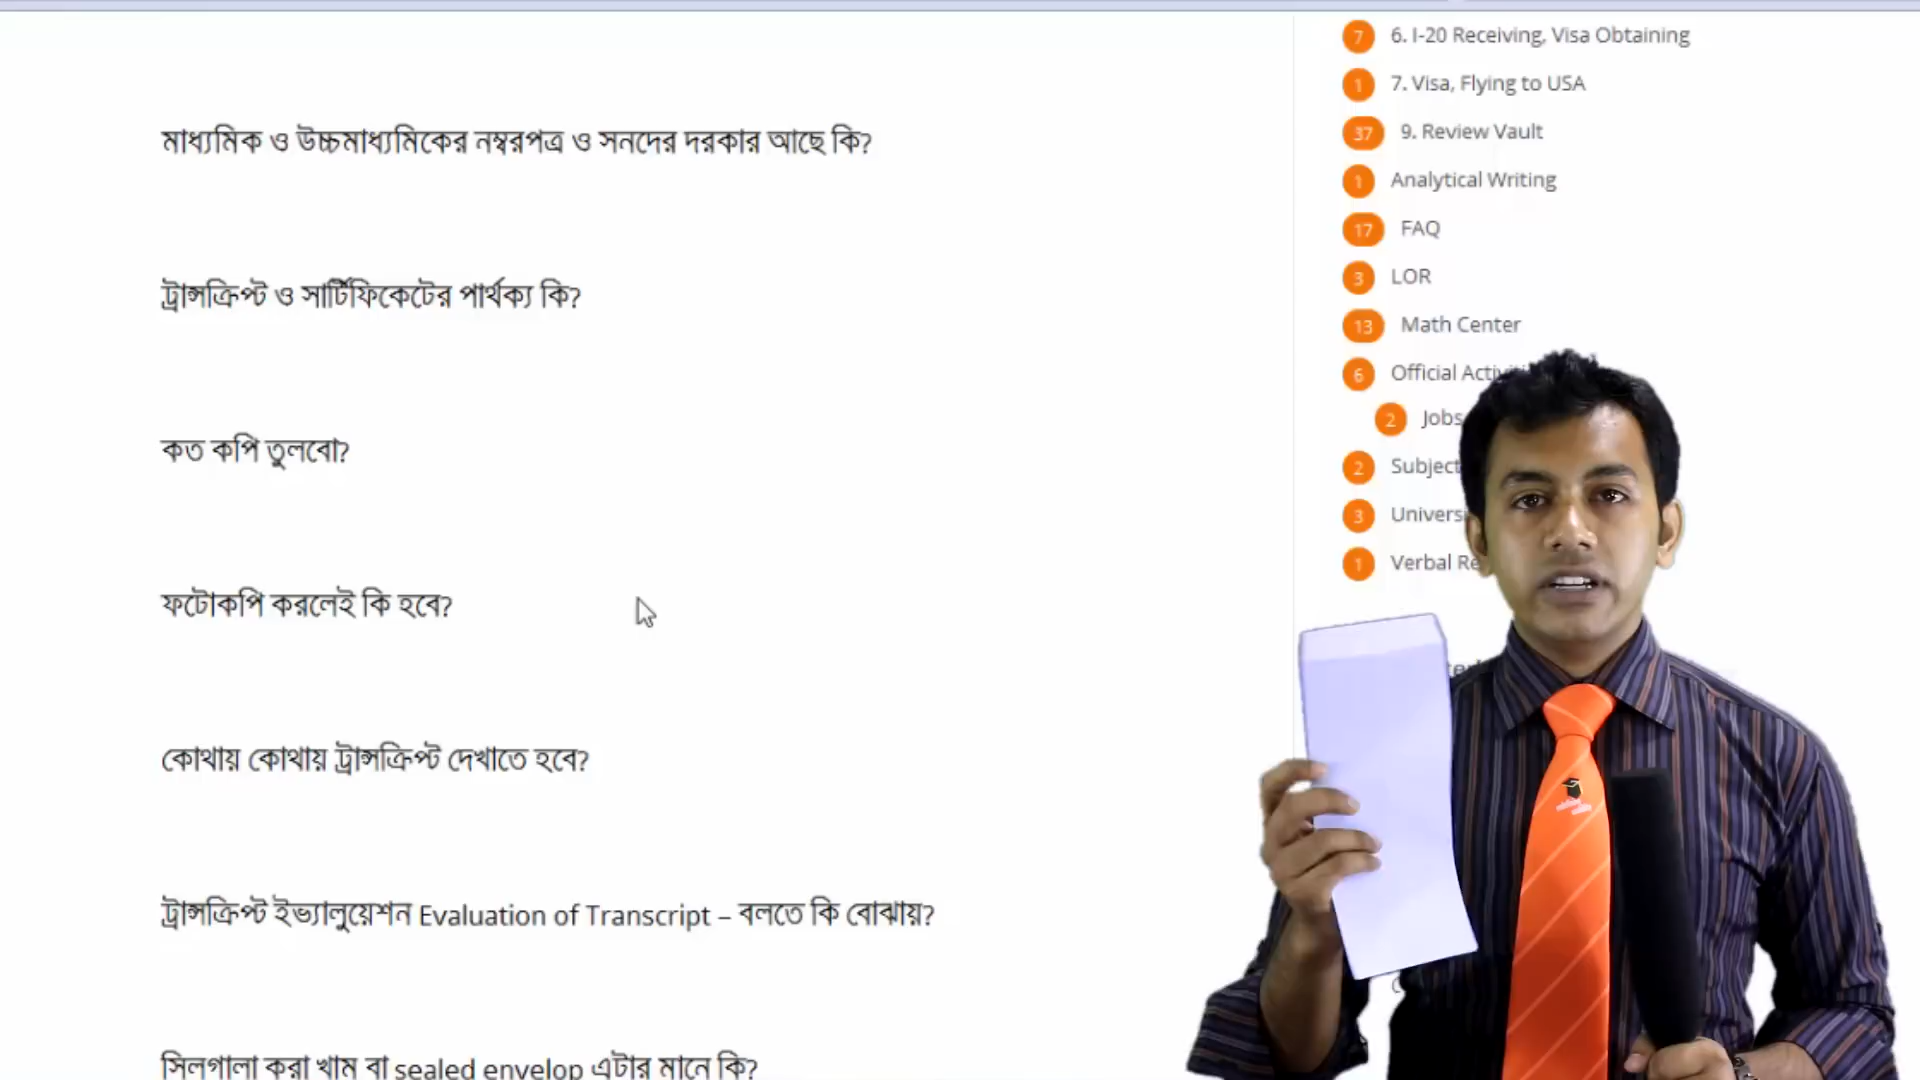 মাধ্যমিক ও উচ্চমাধ্যমিকের নম্বরপত্র ও সনদের দরকার আছে কি?
ট্রান্সক্রিপ্ট ও সার্টিফিকেটের পার্থক্য কি?
কত কপি তুলবো?
ফটোকপি করলেই কি হবে?
কোথায় কোথায় ট্রান্সক্রিপ্ট দেখাতে হবে?
ট্রান্সক্রিপ্ট ইভ্যালুয়েশন Evaluation of Transcript – বলতে কি বোঝায়?
সিলগালা করা খাম বা sealed envelop এটার মানে কি?
7 6. I-20 Receiving, Visa Obtaining
1 7. Visa, Flying to USA
37 9. Review Vault
1 Analytical Writing
17 FAQ
3 LOR
13 Math Center
6 Official
2 Jobs
2 Subject
3
1 Verbal